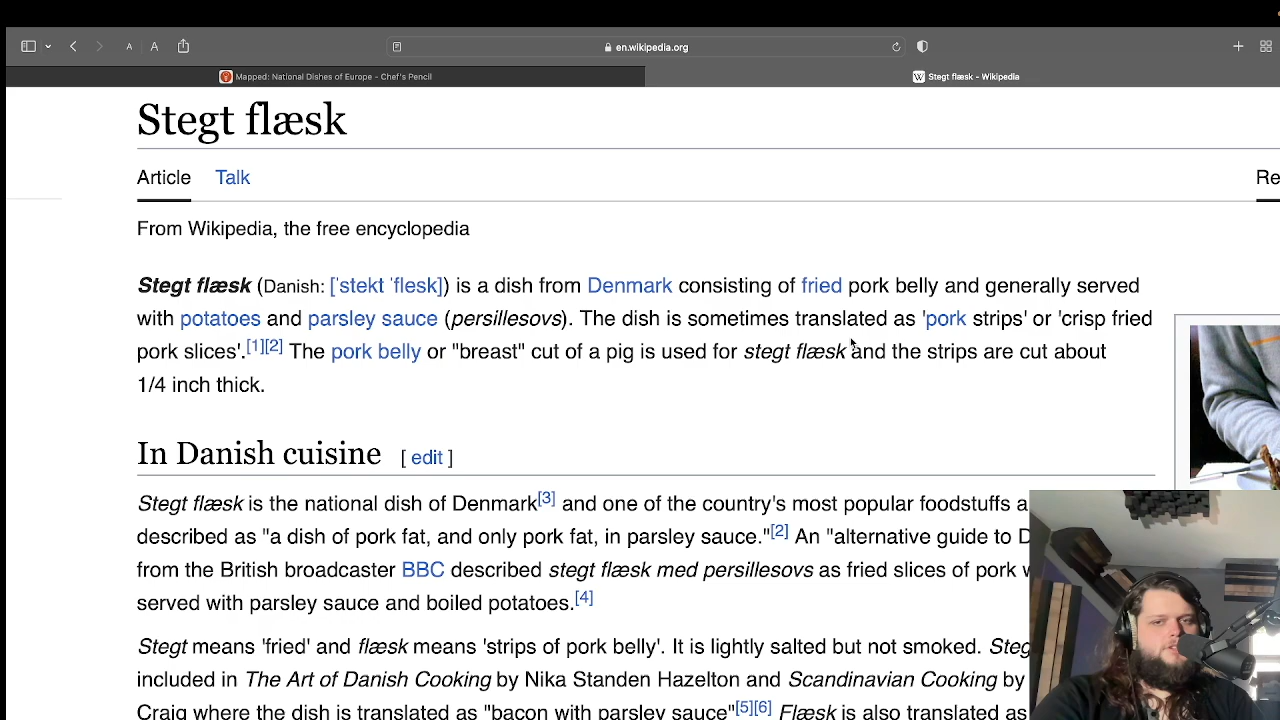 A A en.wikipedia.org
Mapped: National Dishes of Europe - Chef's Pencil
W Stegt flæsk - Wikipedia
Stegt flæsk
Article Talk Re
From Wikipedia, the free encyclopedia
Stegt flæsk (Danish: [ˈstekt ˈflesk]) is a dish from Denmark consisting of fried pork belly and generally served
with potatoes and parsley sauce (persillesovs). The dish is sometimes translated as 'pork strips' or 'crisp fried
pork slices'.[1][2] The pork belly or "breast" cut of a pig is used for stegt flæsk and the strips are cut about
1/4 inch thick.
In Danish cuisine [ edit ]
Stegt flæsk is the national dish of Denmark[3] and one of the country's most popular foodstuffs a
described as "a dish of pork fat, and only pork fat, in parsley sauce."[2] An "alternative guide to D
from the British broadcaster BBC described stegt flæsk med persillesovs as fried slices of pork w
served with parsley sauce and boiled potatoes.[4]
Stegt means 'fried' and flæsk means 'strips of pork belly'. It is lightly salted but not smoked. Steg
included in The Art of Danish Cooking by Nika Standen Hazelton and Scandinavian Cooking by
Craig where the dish is translated as "bacon with parsley sauce"[5][6] Flæsk is also translated as